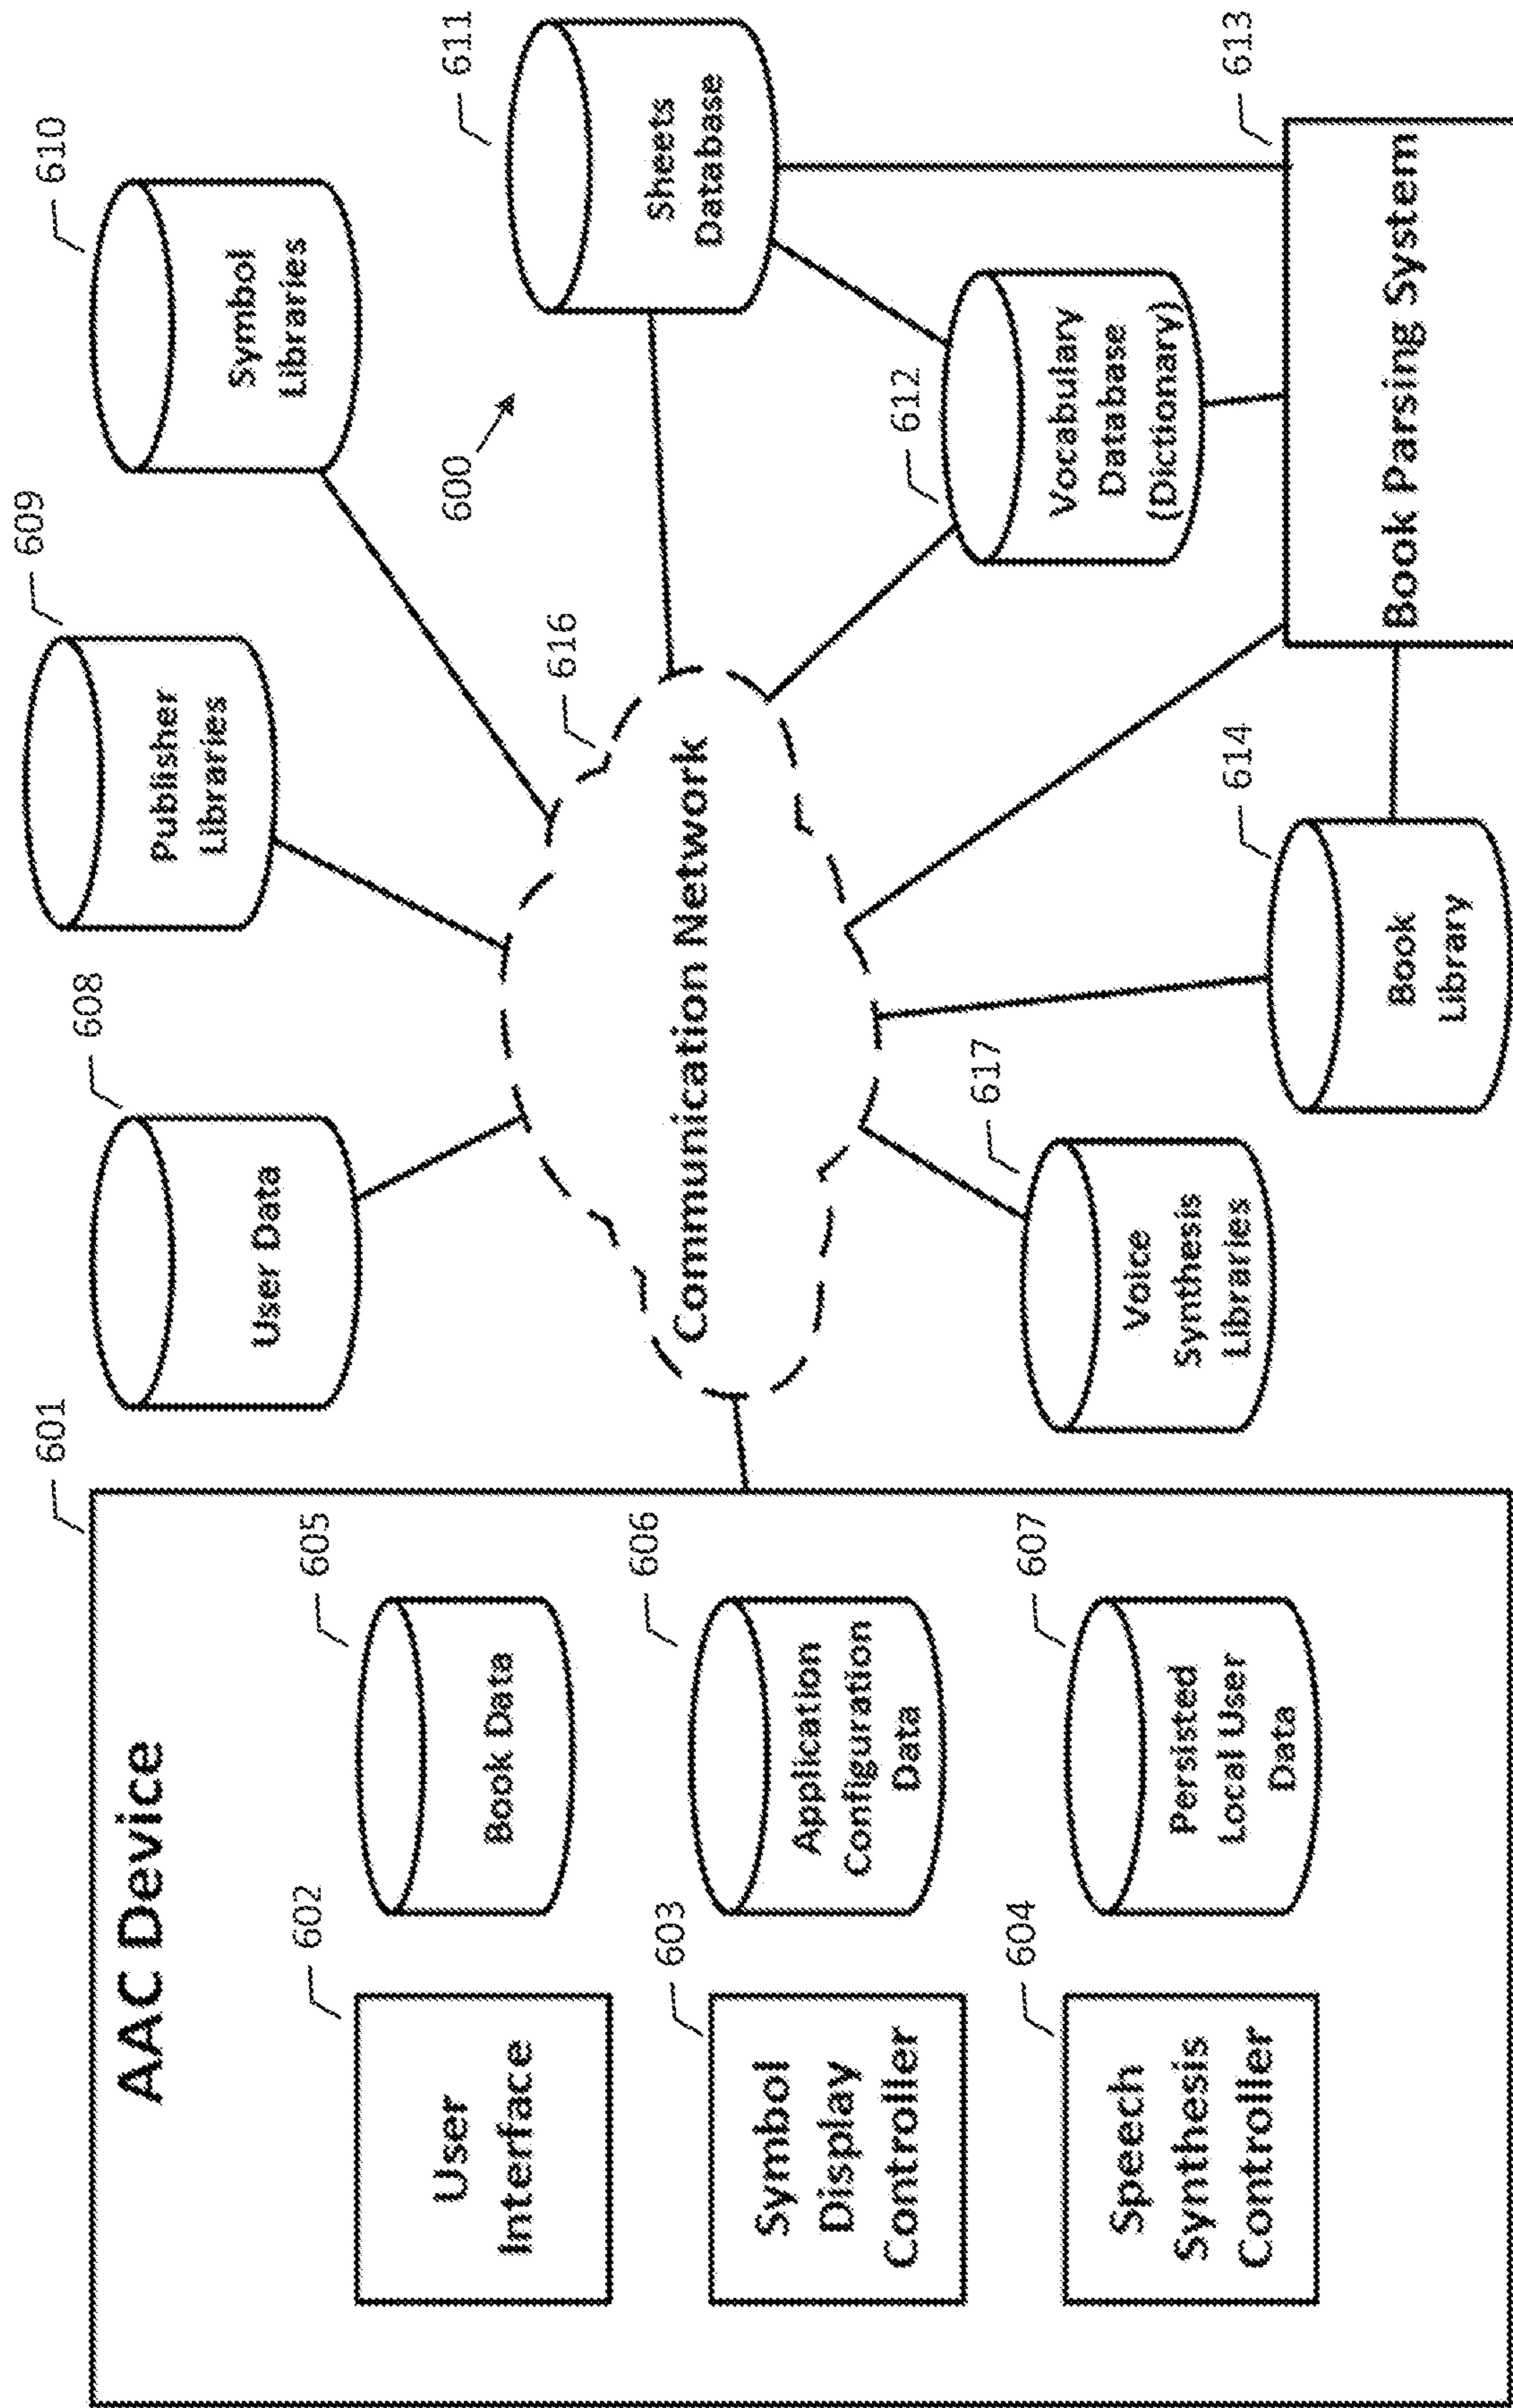 601
AAC Device
602
User
Interface
605
Book Data
603
Symbol
Display
Controller
606
Application
Configuration
Data
604
Speech
Synthesis
Controller
607
Persisted
Local User
Data
608
User Data
609
Publisher
Libraries
610
Symbol
Libraries
600
616
Communication Network
611
Sheets
Database
612
Vocabulary
Database
(Dictionary)
617
Voice
Synthesis
Libraries
614
Book
Library
613
Book Parsing System